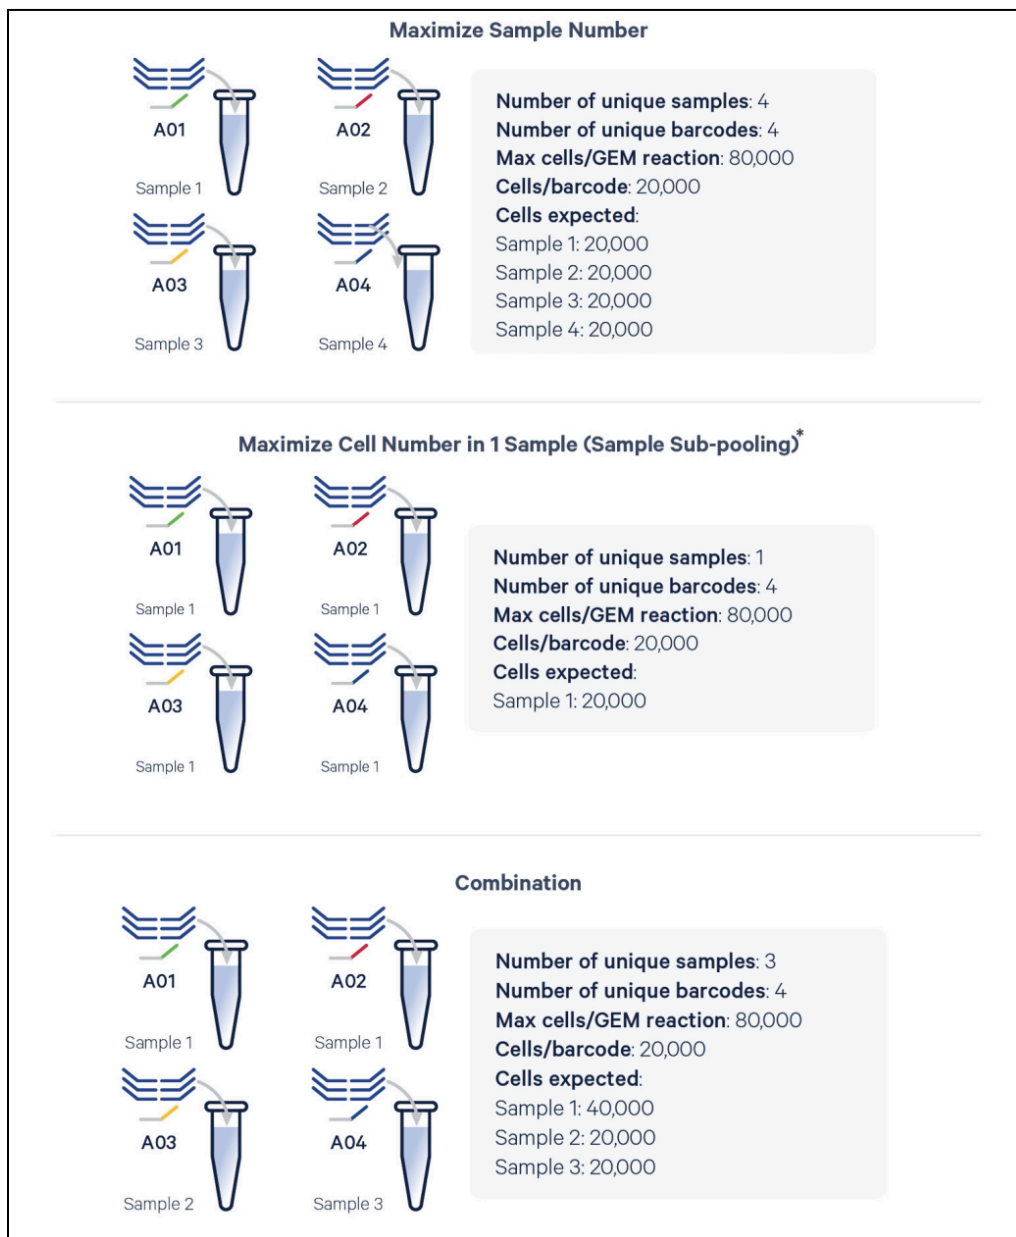 Maximize Sample Number
A01
Sample 1
A02
Sample 2
A03
Sample 3
A04
Sample 4
Number of unique samples: 4
Number of unique barcodes: 4
Max cells/GEM reaction: 80,000
Cells/barcode: 20,000
Cells expected:
Sample 1: 20,000
Sample 2: 20,000
Sample 3: 20,000
Sample 4: 20,000
Maximize Cell Number in 1 Sample (Sample Sub-pooling)*
A01
Sample 1
A02
Sample 1
A03
Sample 1
A04
Sample 1
Number of unique samples: 1
Number of unique barcodes: 4
Max cells/GEM reaction: 80,000
Cells/barcode: 20,000
Cells expected:
Sample 1: 20,000
Combination
A01
Sample 1
A02
Sample 1
A03
Sample 2
A04
Sample 3
Number of unique samples: 3
Number of unique barcodes: 4
Max cells/GEM reaction: 80,000
Cells/barcode: 20,000
Cells expected:
Sample 1: 40,000
Sample 2: 20,000
Sample 3: 20,000